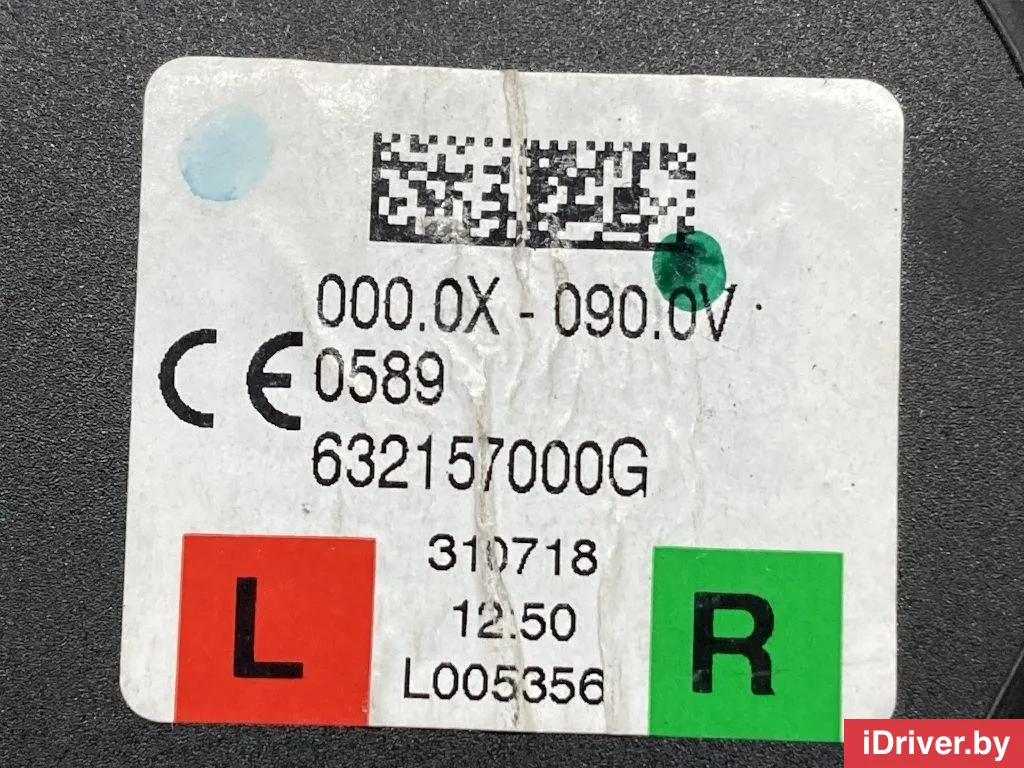 000.0X - 090.0V
CE 0589
632157000G
310718
12:50
L005356
L
R
iDriver.by